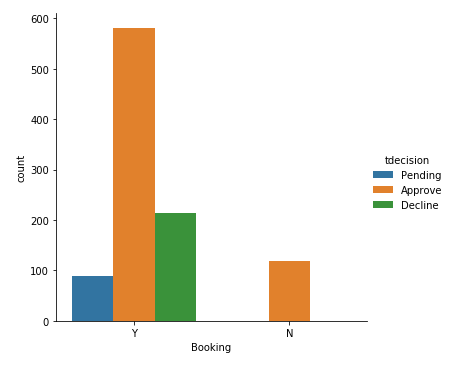 600
500
400
300
200
100
0
count
Y
N
Booking
tdecision
Pending
Approve
Decline